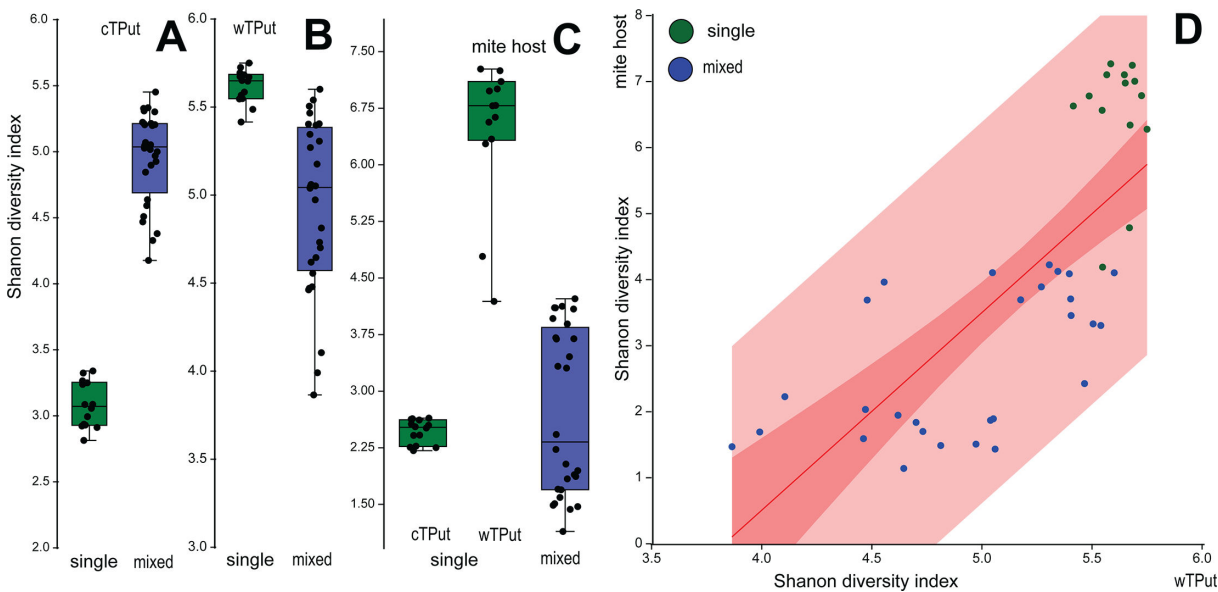 Shanon diversity index
cTPut
A
6.0
5.5
5.0
4.5
4.0
3.5
3.0
2.5
2.0
single
mixed
wTPut
B
6.0
5.5
5.0
4.5
4.0
3.5
3.0
single
mixed
mite host
C
7.50
6.75
6.00
5.25
4.50
3.75
3.00
2.25
1.50
cTPut
wTPut
single
mixed
mite host
Shanon diversity index
D
single
mixed
8
7
6
5
4
3
2
1
0
3.5
4.0
4.5
5.0
5.5
6.0
Shanon diversity index
wTPut